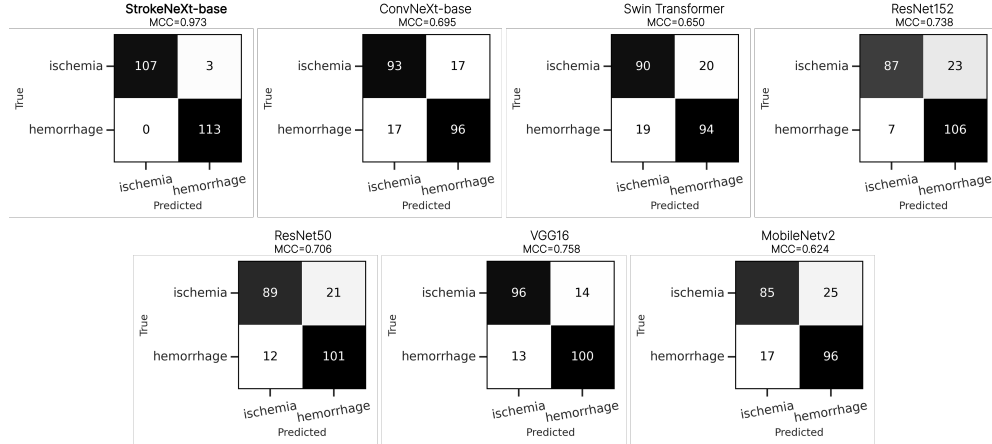 StrokeNeXt-base
MCC=0.973
ischemia
107
3
True
hemorrhage
0
113
ischemia
hemorrhage
Predicted
ConvNeXt-base
MCC=0.695
ischemia
93
17
True
hemorrhage
17
96
ischemia
hemorrhage
Predicted
Swin Transformer
MCC=0.650
ischemia
90
20
True
hemorrhage
19
94
ischemia
hemorrhage
Predicted
ResNet152
MCC=0.738
ischemia
87
23
True
hemorrhage
7
106
ischemia
hemorrhage
Predicted
ResNet50
MCC=0.706
ischemia
89
21
True
hemorrhage
12
101
ischemia
hemorrhage
Predicted
VGG16
MCC=0.758
ischemia
96
14
True
hemorrhage
13
100
ischemia
hemorrhage
Predicted
MobileNetv2
MCC=0.624
ischemia
85
25
True
hemorrhage
17
96
ischemia
hemorrhage
Predicted